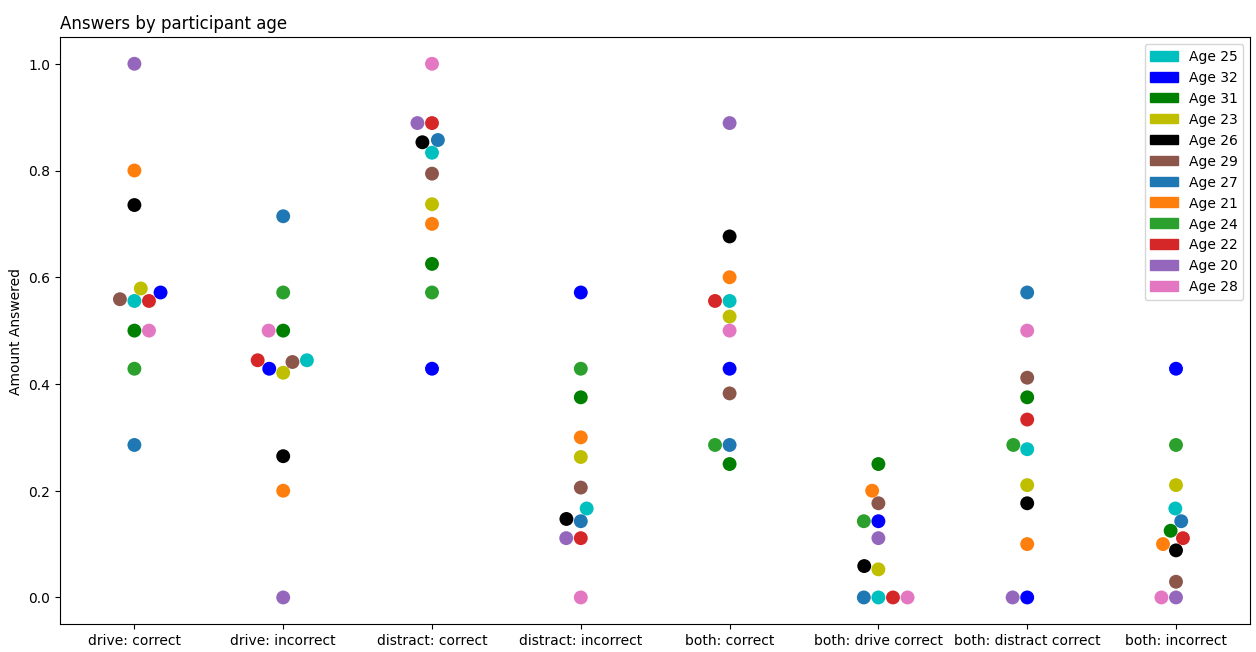 Answers by participant age
Amount Answered
1.0
0.8
0.6
0.4
0.2
0.0
drive: correct
drive: incorrect
distract: correct
distract: incorrect
both: correct
both: drive correct
both: distract correct
both: incorrect
Age 25
Age 32
Age 31
Age 23
Age 26
Age 29
Age 27
Age 21
Age 24
Age 22
Age 20
Age 28